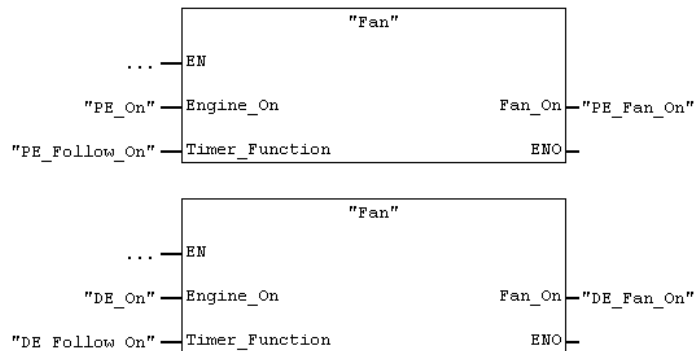 "Fan"
... EN
"PE_On" Engine_On Fan_On "PE_Fan_On"
"PE_Follow_On" Timer_Function ENO
"Fan"
... EN
"DE_On" Engine_On Fan_On "DE_Fan_On"
"DE_Follow_On" Timer_Function ENO